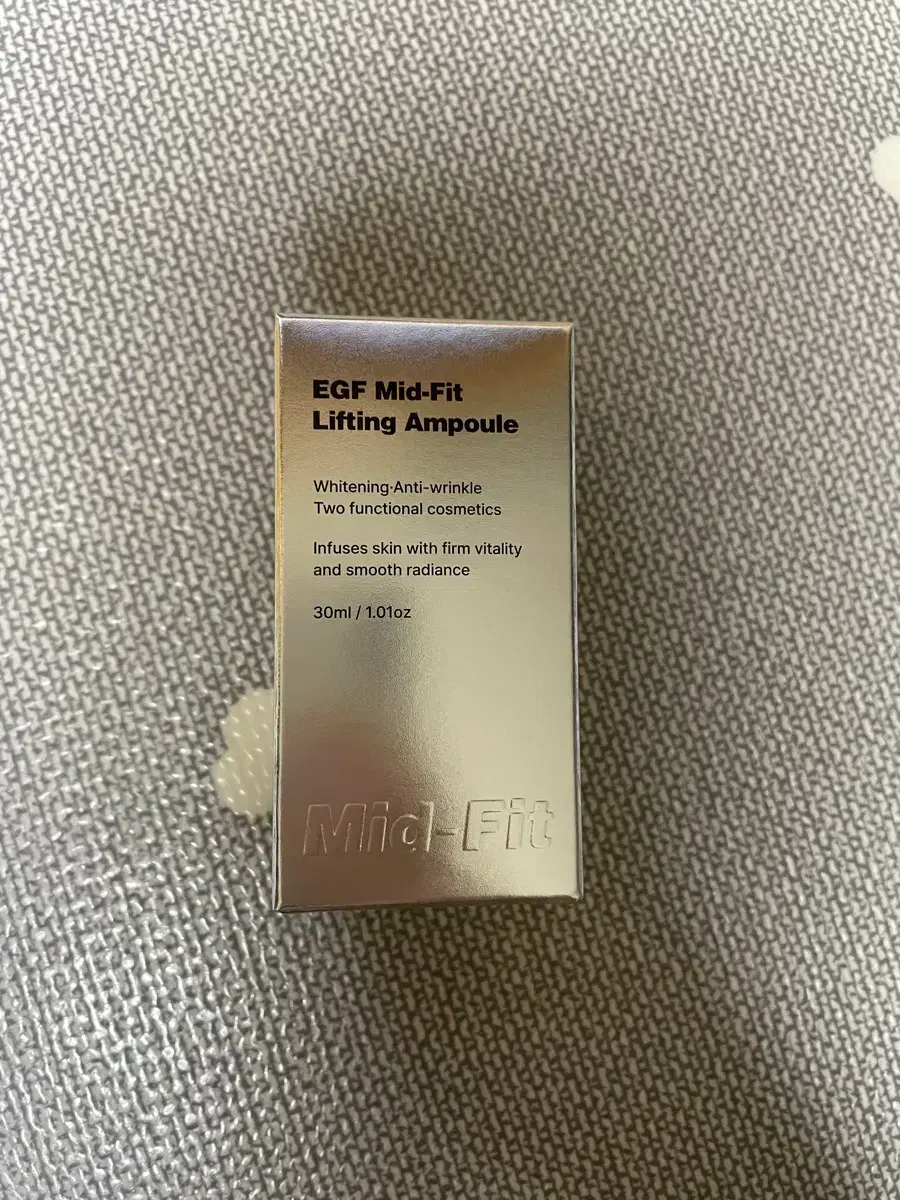 EGF Mid-Fit
Lifting Ampoule
Whitening·Anti-wrinkle
Two functional cosmetics
Infuses skin with firm vitality
and smooth radiance
30ml / 1.01oz
Mid-Fit